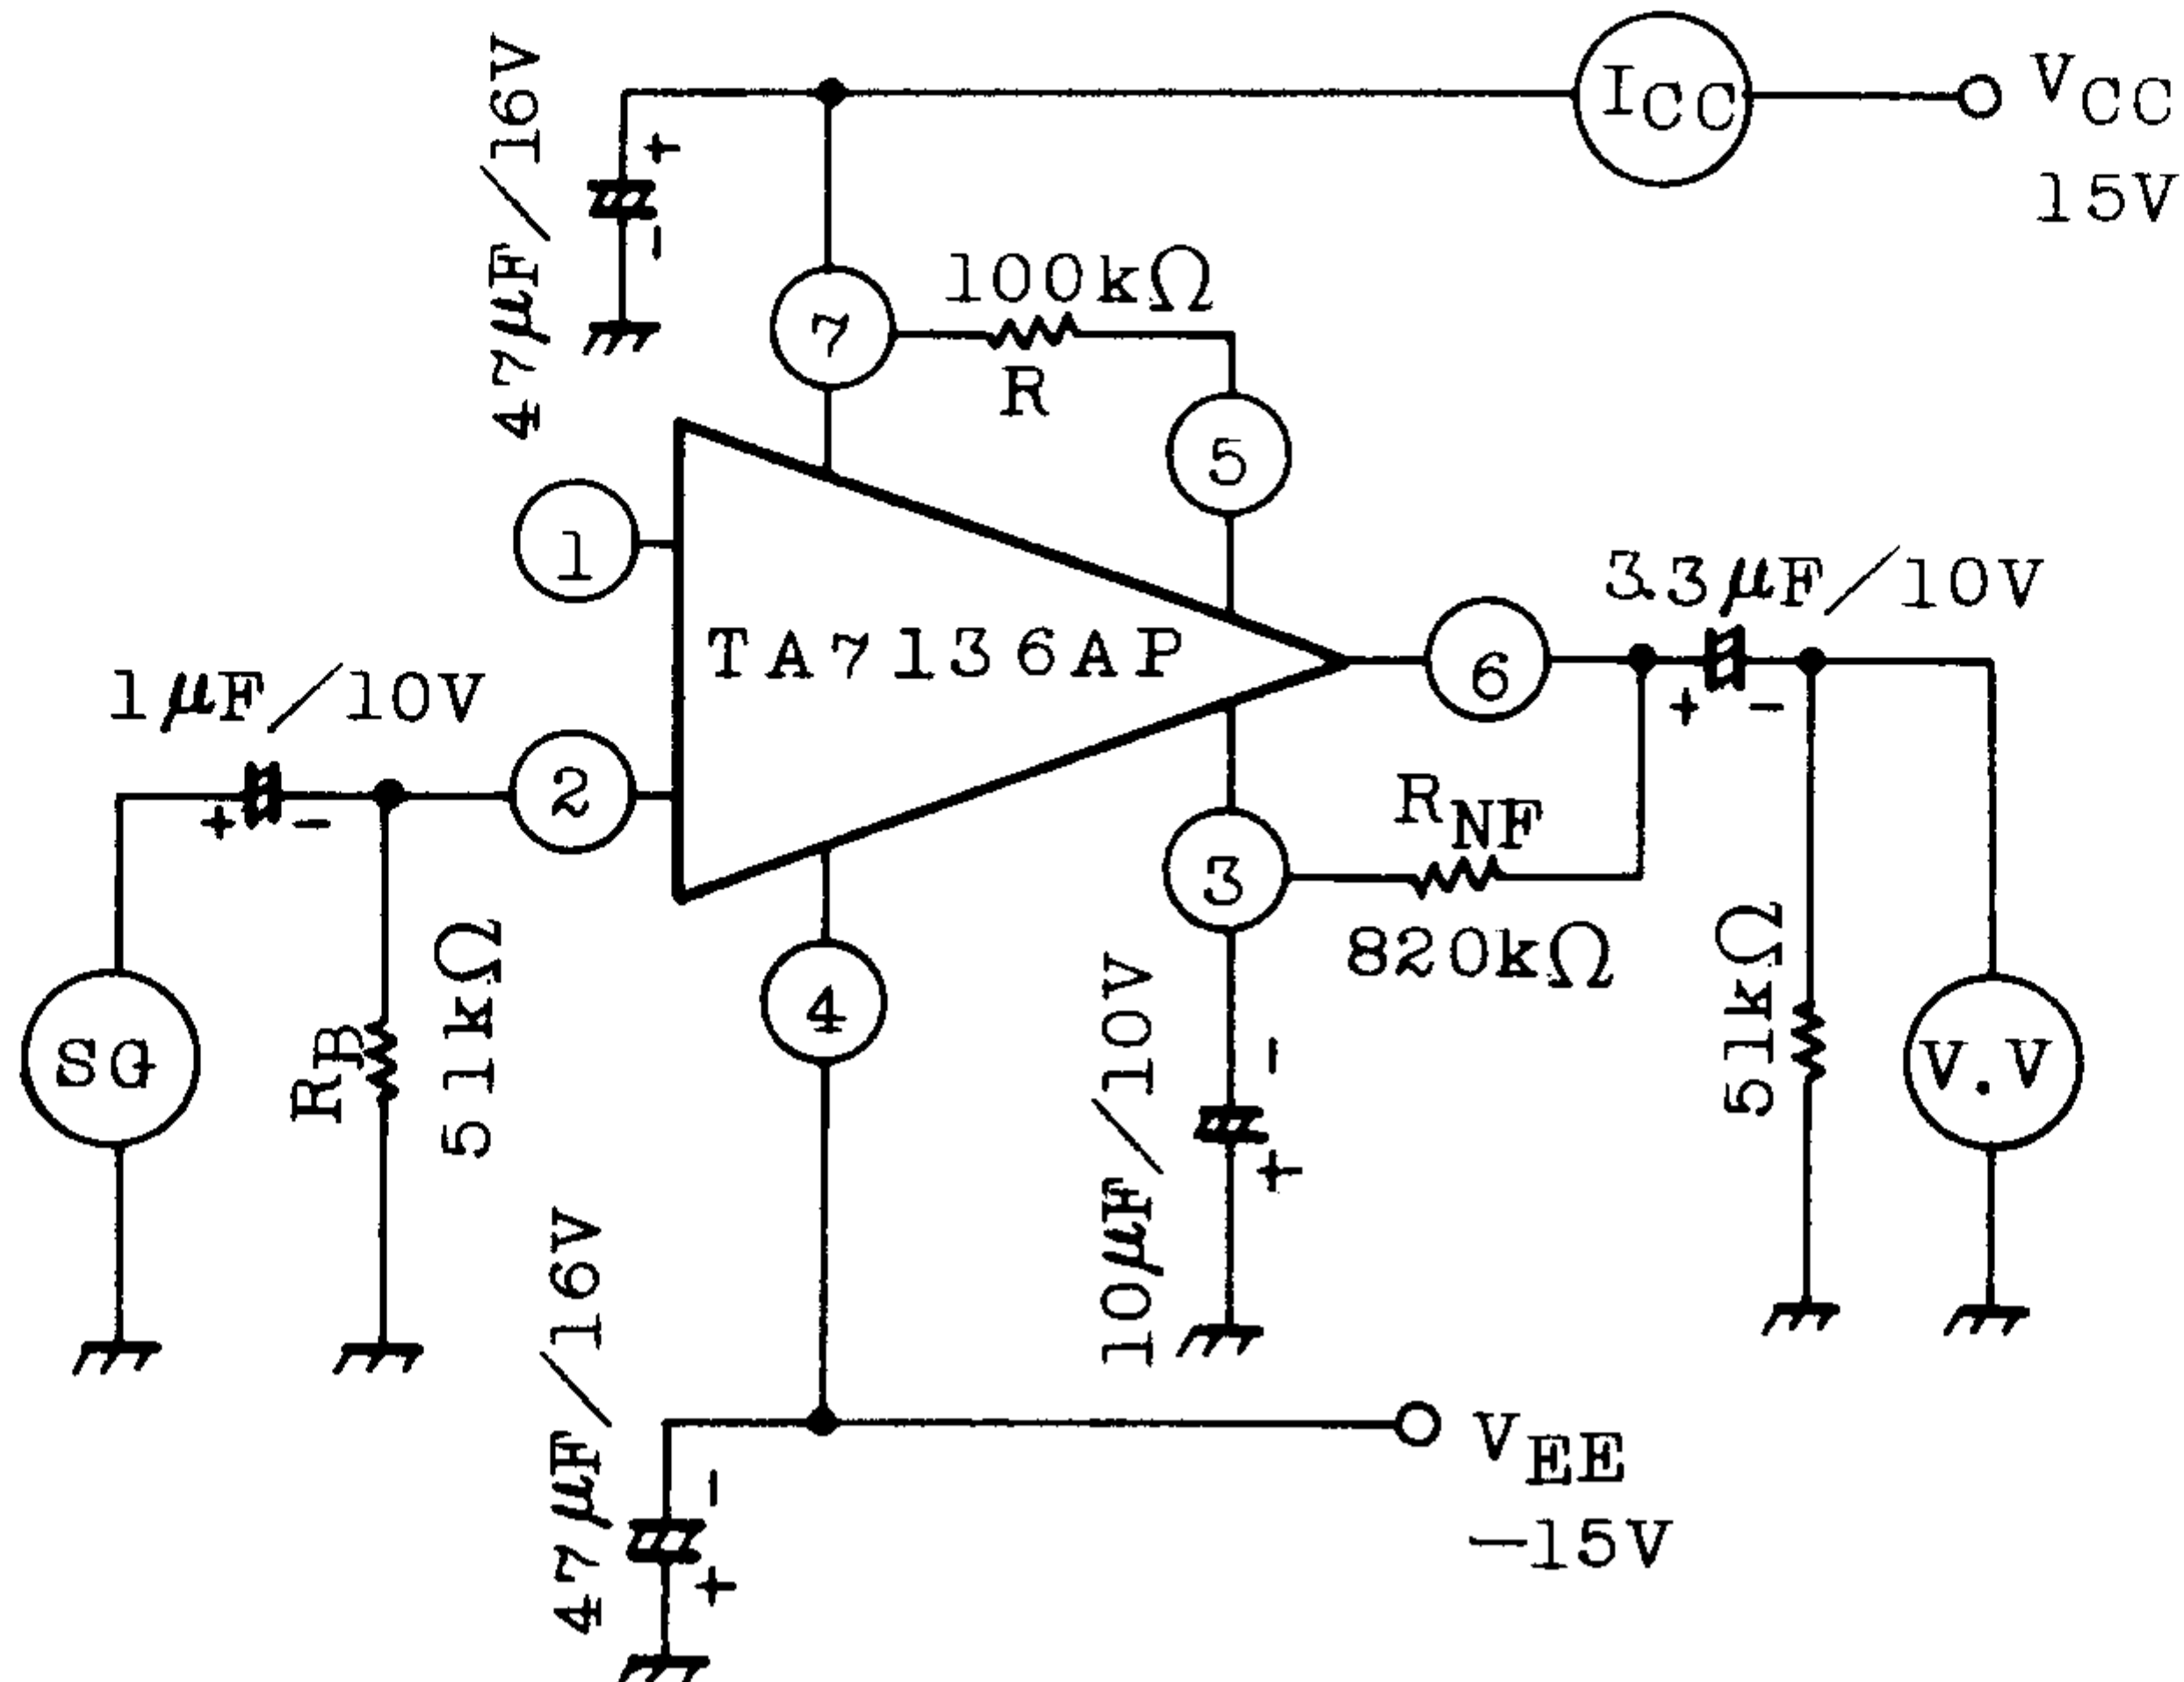 47μF/16V
ICC
VCC
15V
+
-
100kΩ
7
R
5
1
TA7136AP
6
3.3μF/10V
+ -
1μF/10V
+ -
2
RNF
3
820kΩ
4
SG
RB
51kΩ
10μF/10V
-
+
51kΩ
V.V
47μF/16V
-
+
VEE
-15V